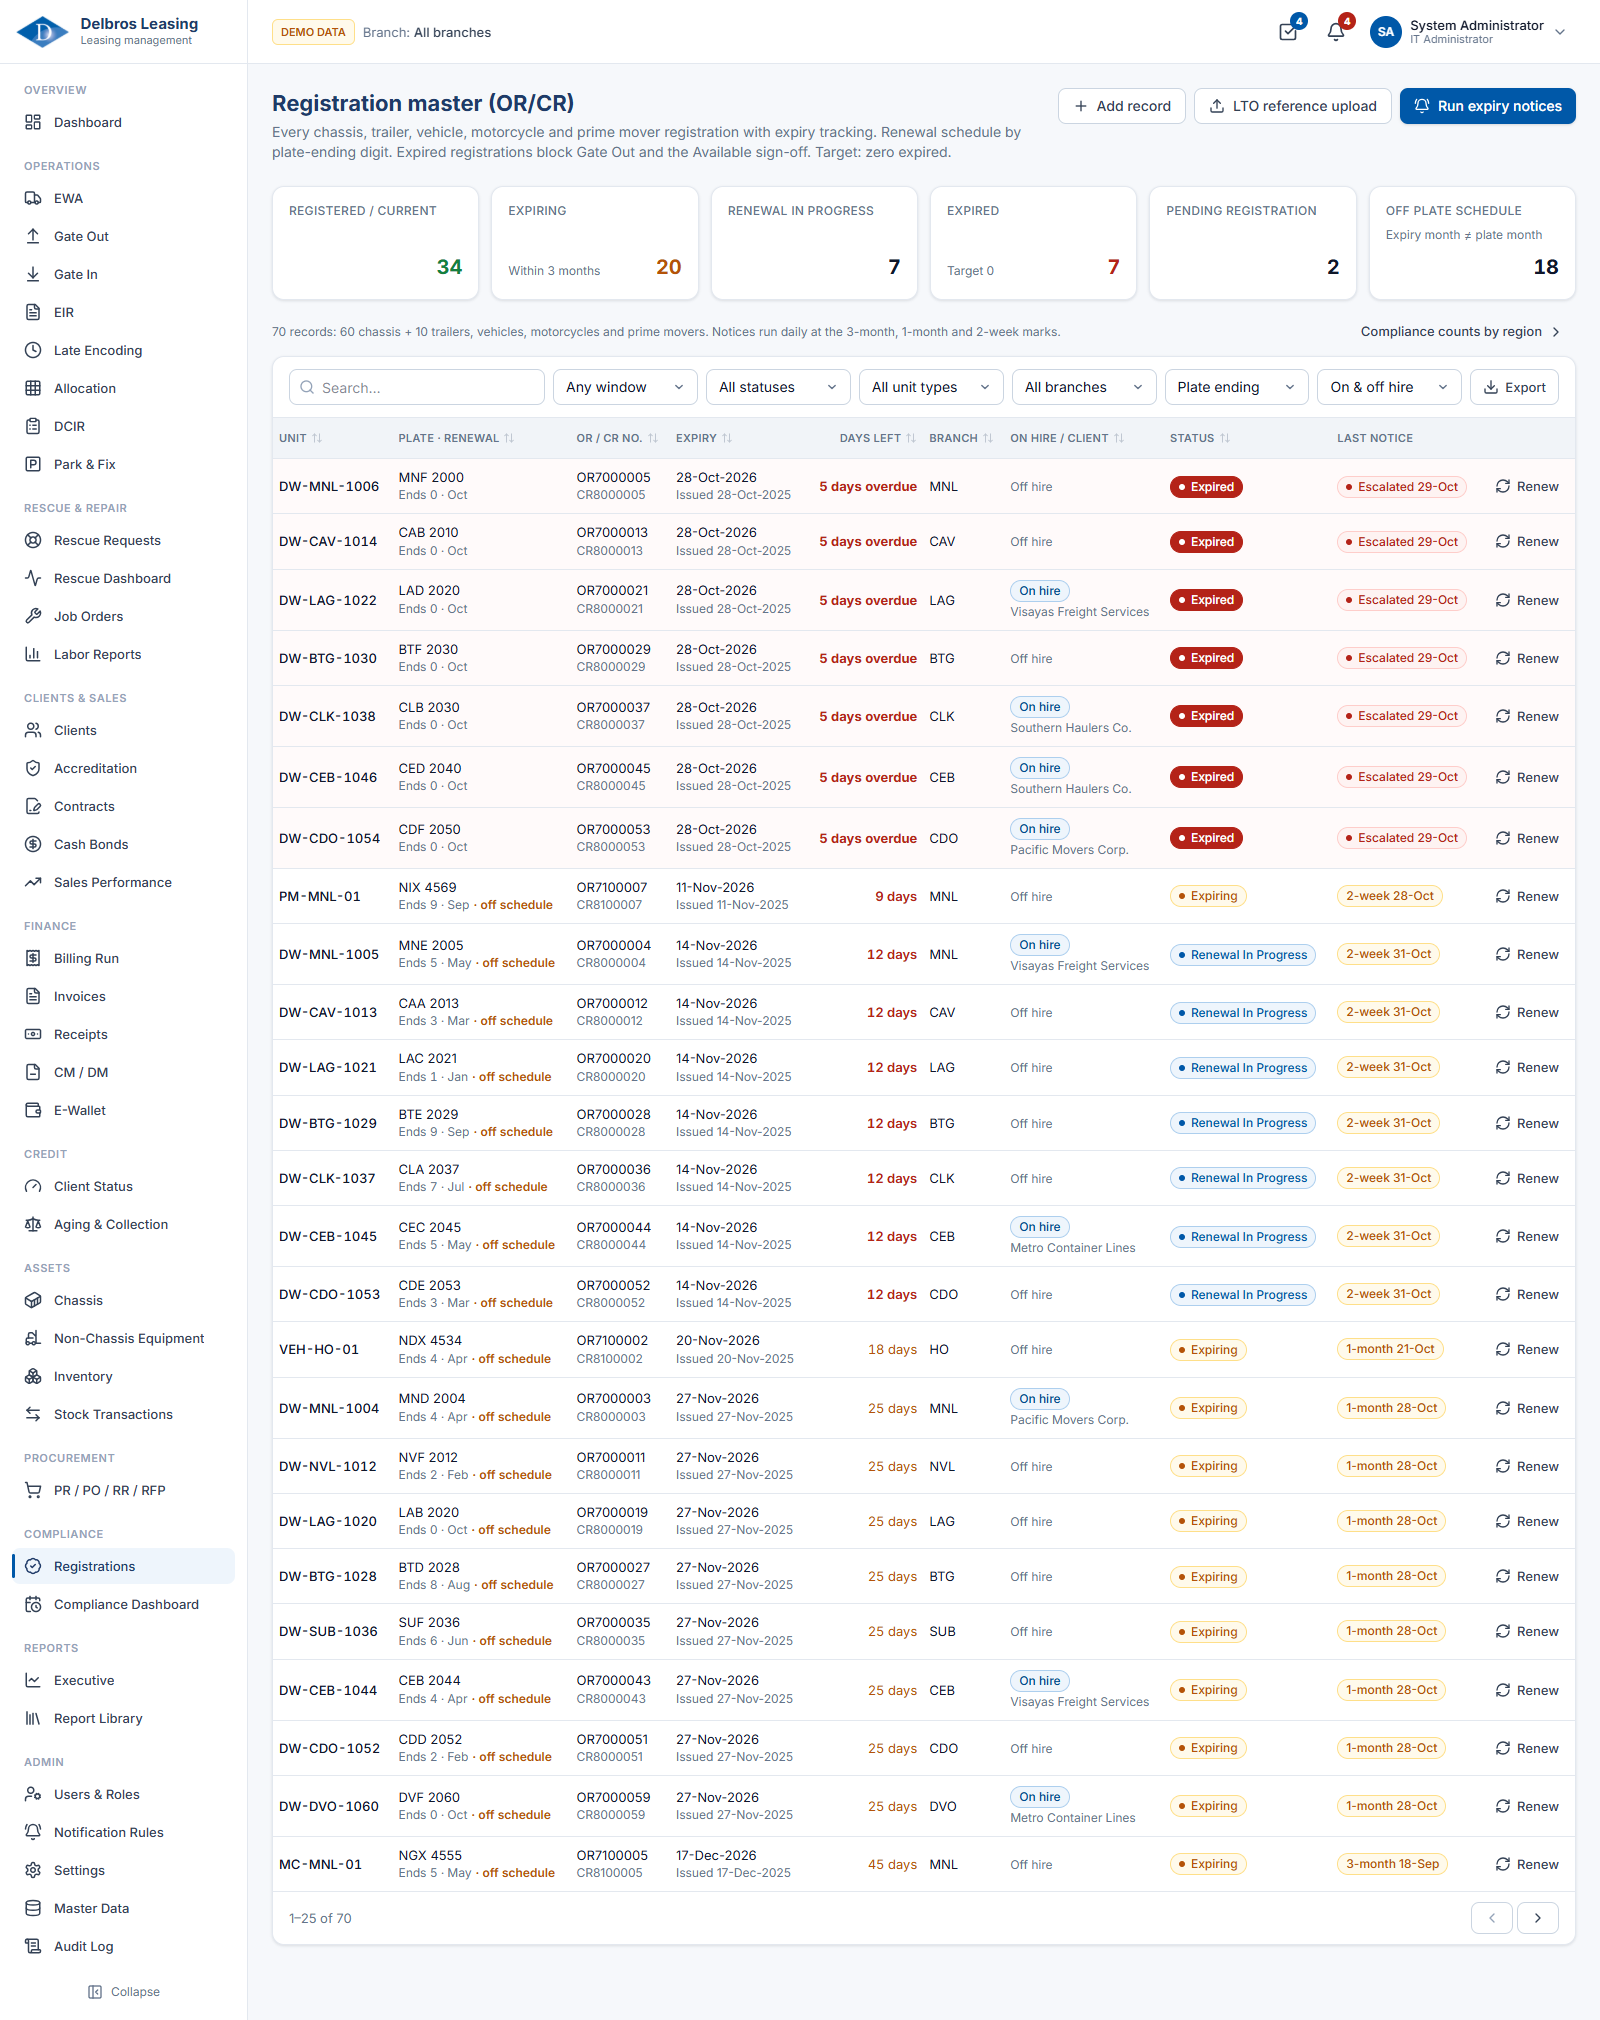 Delbros Leasing
Leasing management
DEMO DATA
Branch: All branches
4
4
SA
System Administrator
IT Administrator
OVERVIEW
Dashboard
OPERATIONS
EWA
Gate Out
Gate In
EIR
Late Encoding
Allocation
DCIR
Park & Fix
RESCUE & REPAIR
Rescue Requests
Rescue Dashboard
Job Orders
Labor Reports
CLIENTS & SALES
Clients
Accreditation
Contracts
Cash Bonds
Sales Performance
FINANCE
Billing Run
Invoices
Receipts
CM / DM
E-Wallet
CREDIT
Client Status
Aging & Collection
ASSETS
Chassis
Non-Chassis Equipment
Inventory
Stock Transactions
PROCUREMENT
PR / PO / RR / RFP
COMPLIANCE
Registrations
Compliance Dashboard
REPORTS
Executive
Report Library
ADMIN
Users & Roles
Notification Rules
Settings
Master Data
Audit Log
Collapse
Registration master (OR/CR)
Every chassis, trailer, vehicle, motorcycle and prime mover registration with expiry tracking. Renewal schedule by
plate-ending digit. Expired registrations block Gate Out and the Available sign-off. Target: zero expired.
Add record
LTO reference upload
Run expiry notices
REGISTERED / CURRENT
34
EXPIRING
Within 3 months 20
RENEWAL IN PROGRESS
7
EXPIRED
Target 0 7
PENDING REGISTRATION
2
OFF PLATE SCHEDULE
Expiry month ≠ plate month
18
70 records: 60 chassis + 10 trailers, vehicles, motorcycles and prime movers. Notices run daily at the 3-month, 1-month and 2-week marks.
Compliance counts by region
Search... Any window All statuses All unit types All branches Plate ending On & off hire Export
UNIT PLATE · RENEWAL OR / CR NO. EXPIRY DAYS LEFT BRANCH ON HIRE / CLIENT STATUS LAST NOTICE
DW-MNL-1006 MNF 2000 OR7000005 28-Oct-2026 5 days overdue MNL Off hire Expired Escalated 29-Oct Renew
Ends 0 · Oct CR8000005 Issued 28-Oct-2025
DW-CAV-1014 CAB 2010 OR7000013 28-Oct-2026 5 days overdue CAV Off hire Expired Escalated 29-Oct Renew
Ends 0 · Oct CR8000013 Issued 28-Oct-2025
DW-LAG-1022 LAD 2020 OR7000021 28-Oct-2026 5 days overdue LAG On hire Expired Escalated 29-Oct Renew
Ends 0 · Oct CR8000021 Issued 28-Oct-2025 Visayas Freight Services
DW-BTG-1030 BTF 2030 OR7000029 28-Oct-2026 5 days overdue BTG Off hire Expired Escalated 29-Oct Renew
Ends 0 · Oct CR8000029 Issued 28-Oct-2025
DW-CLK-1038 CLB 2030 OR7000037 28-Oct-2026 5 days overdue CLK On hire Expired Escalated 29-Oct Renew
Ends 0 · Oct CR8000037 Issued 28-Oct-2025 Southern Haulers Co.
DW-CEB-1046 CED 2040 OR7000045 28-Oct-2026 5 days overdue CEB On hire Expired Escalated 29-Oct Renew
Ends 0 · Oct CR8000045 Issued 28-Oct-2025 Southern Haulers Co.
DW-CDO-1054 CDF 2050 OR7000053 28-Oct-2026 5 days overdue CDO On hire Expired Escalated 29-Oct Renew
Ends 0 · Oct CR8000053 Issued 28-Oct-2025 Pacific Movers Corp.
PM-MNL-01 NIX 4569 OR7100007 11-Nov-2026 9 days MNL Off hire Expiring 2-week 28-Oct Renew
Ends 9 · Sep · off schedule CR8100007 Issued 11-Nov-2025
DW-MNL-1005 MNE 2005 OR7000004 14-Nov-2026 12 days MNL On hire Renewal In Progress 2-week 31-Oct Renew
Ends 5 · May · off schedule CR8000004 Issued 14-Nov-2025 Visayas Freight Services
DW-CAV-1013 CAA 2013 OR7000012 14-Nov-2026 12 days CAV Off hire Renewal In Progress 2-week 31-Oct Renew
Ends 3 · Mar · off schedule CR8000012 Issued 14-Nov-2025
DW-LAG-1021 LAC 2021 OR7000020 14-Nov-2026 12 days LAG Off hire Renewal In Progress 2-week 31-Oct Renew
Ends 1 · Jan · off schedule CR8000020 Issued 14-Nov-2025
DW-BTG-1029 BTE 2029 OR7000028 14-Nov-2026 12 days BTG Off hire Renewal In Progress 2-week 31-Oct Renew
Ends 9 · Sep · off schedule CR8000028 Issued 14-Nov-2025
DW-CLK-1037 CLA 2037 OR7000036 14-Nov-2026 12 days CLK Off hire Renewal In Progress 2-week 31-Oct Renew
Ends 7 · Jul · off schedule CR8000036 Issued 14-Nov-2025
DW-CEB-1045 CEC 2045 OR7000044 14-Nov-2026 12 days CEB On hire Renewal In Progress 2-week 31-Oct Renew
Ends 5 · May · off schedule CR8000044 Issued 14-Nov-2025 Metro Container Lines
DW-CDO-1053 CDE 2053 OR7000052 14-Nov-2026 12 days CDO Off hire Renewal In Progress 2-week 31-Oct Renew
Ends 3 · Mar · off schedule CR8000052 Issued 14-Nov-2025
VEH-HO-01 NDX 4534 OR7100002 20-Nov-2026 18 days HO Off hire Expiring 1-month 21-Oct Renew
Ends 4 · Apr · off schedule CR8100002 Issued 20-Nov-2025
DW-MNL-1004 MND 2004 OR7000003 27-Nov-2026 25 days MNL On hire Expiring 1-month 28-Oct Renew
Ends 4 · Apr · off schedule CR8000003 Issued 27-Nov-2025 Pacific Movers Corp.
DW-NVL-1012 NVF 2012 OR7000011 27-Nov-2026 25 days NVL Off hire Expiring 1-month 28-Oct Renew
Ends 2 · Feb · off schedule CR8000011 Issued 27-Nov-2025
DW-LAG-1020 LAB 2020 OR7000019 27-Nov-2026 25 days LAG Off hire Expiring 1-month 28-Oct Renew
Ends 0 · Oct · off schedule CR8000019 Issued 27-Nov-2025
DW-BTG-1028 BTD 2028 OR7000027 27-Nov-2026 25 days BTG Off hire Expiring 1-month 28-Oct Renew
Ends 8 · Aug · off schedule CR8000027 Issued 27-Nov-2025
DW-SUB-1036 SUF 2036 OR7000035 27-Nov-2026 25 days SUB Off hire Expiring 1-month 28-Oct Renew
Ends 6 · Jun · off schedule CR8000035 Issued 27-Nov-2025
DW-CEB-1044 CEB 2044 OR7000043 27-Nov-2026 25 days CEB On hire Expiring 1-month 28-Oct Renew
Ends 4 · Apr · off schedule CR8000043 Issued 27-Nov-2025 Visayas Freight Services
DW-CDO-1052 CDD 2052 OR7000051 27-Nov-2026 25 days CDO Off hire Expiring 1-month 28-Oct Renew
Ends 2 · Feb · off schedule CR8000051 Issued 27-Nov-2025
DW-DVO-1060 DVF 2060 OR7000059 27-Nov-2026 25 days DVO On hire Expiring 1-month 28-Oct Renew
Ends 0 · Oct · off schedule CR8000059 Issued 27-Nov-2025 Metro Container Lines
MC-MNL-01 NGX 4555 OR7100005 17-Dec-2026 45 days MNL Off hire Expiring 3-month 18-Sep Renew
Ends 5 · May · off schedule CR8100005 Issued 17-Dec-2025
1–25 of 70